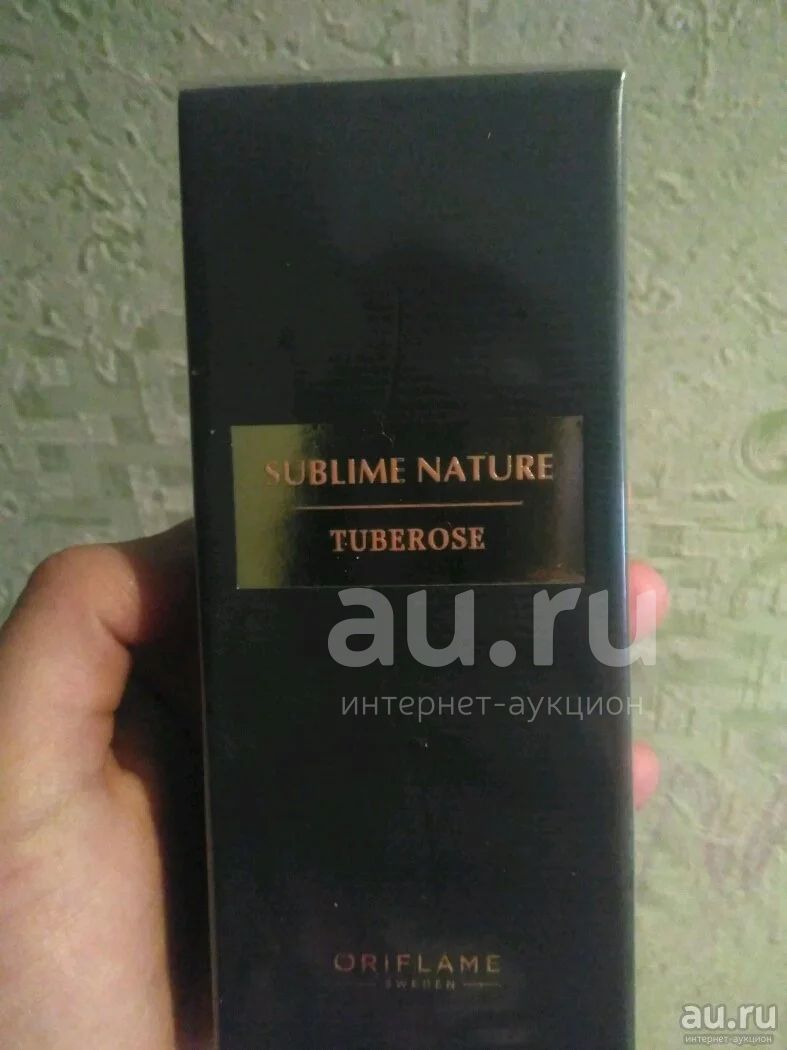 SUBLIME NATURE
TUBEROSE
au.ru
интернет-аукцион
ORIFLAME
SWEDEN
au.ru
интернет-аукцион